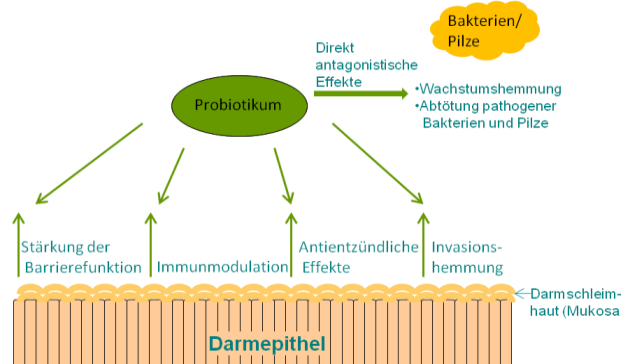 Bakterien/
Pilze
Direkt
antagonistische
Effekte
Probiotikum
•Wachstumshemmung
•Abtötung pathogener
Bakterien und Pilze
Stärkung der
Barrierefunktion
Immunmodulation
Antientzündliche
Effekte
Invasions-
hemmung
Darmschleim-
haut (Mukosa
Darmepithel